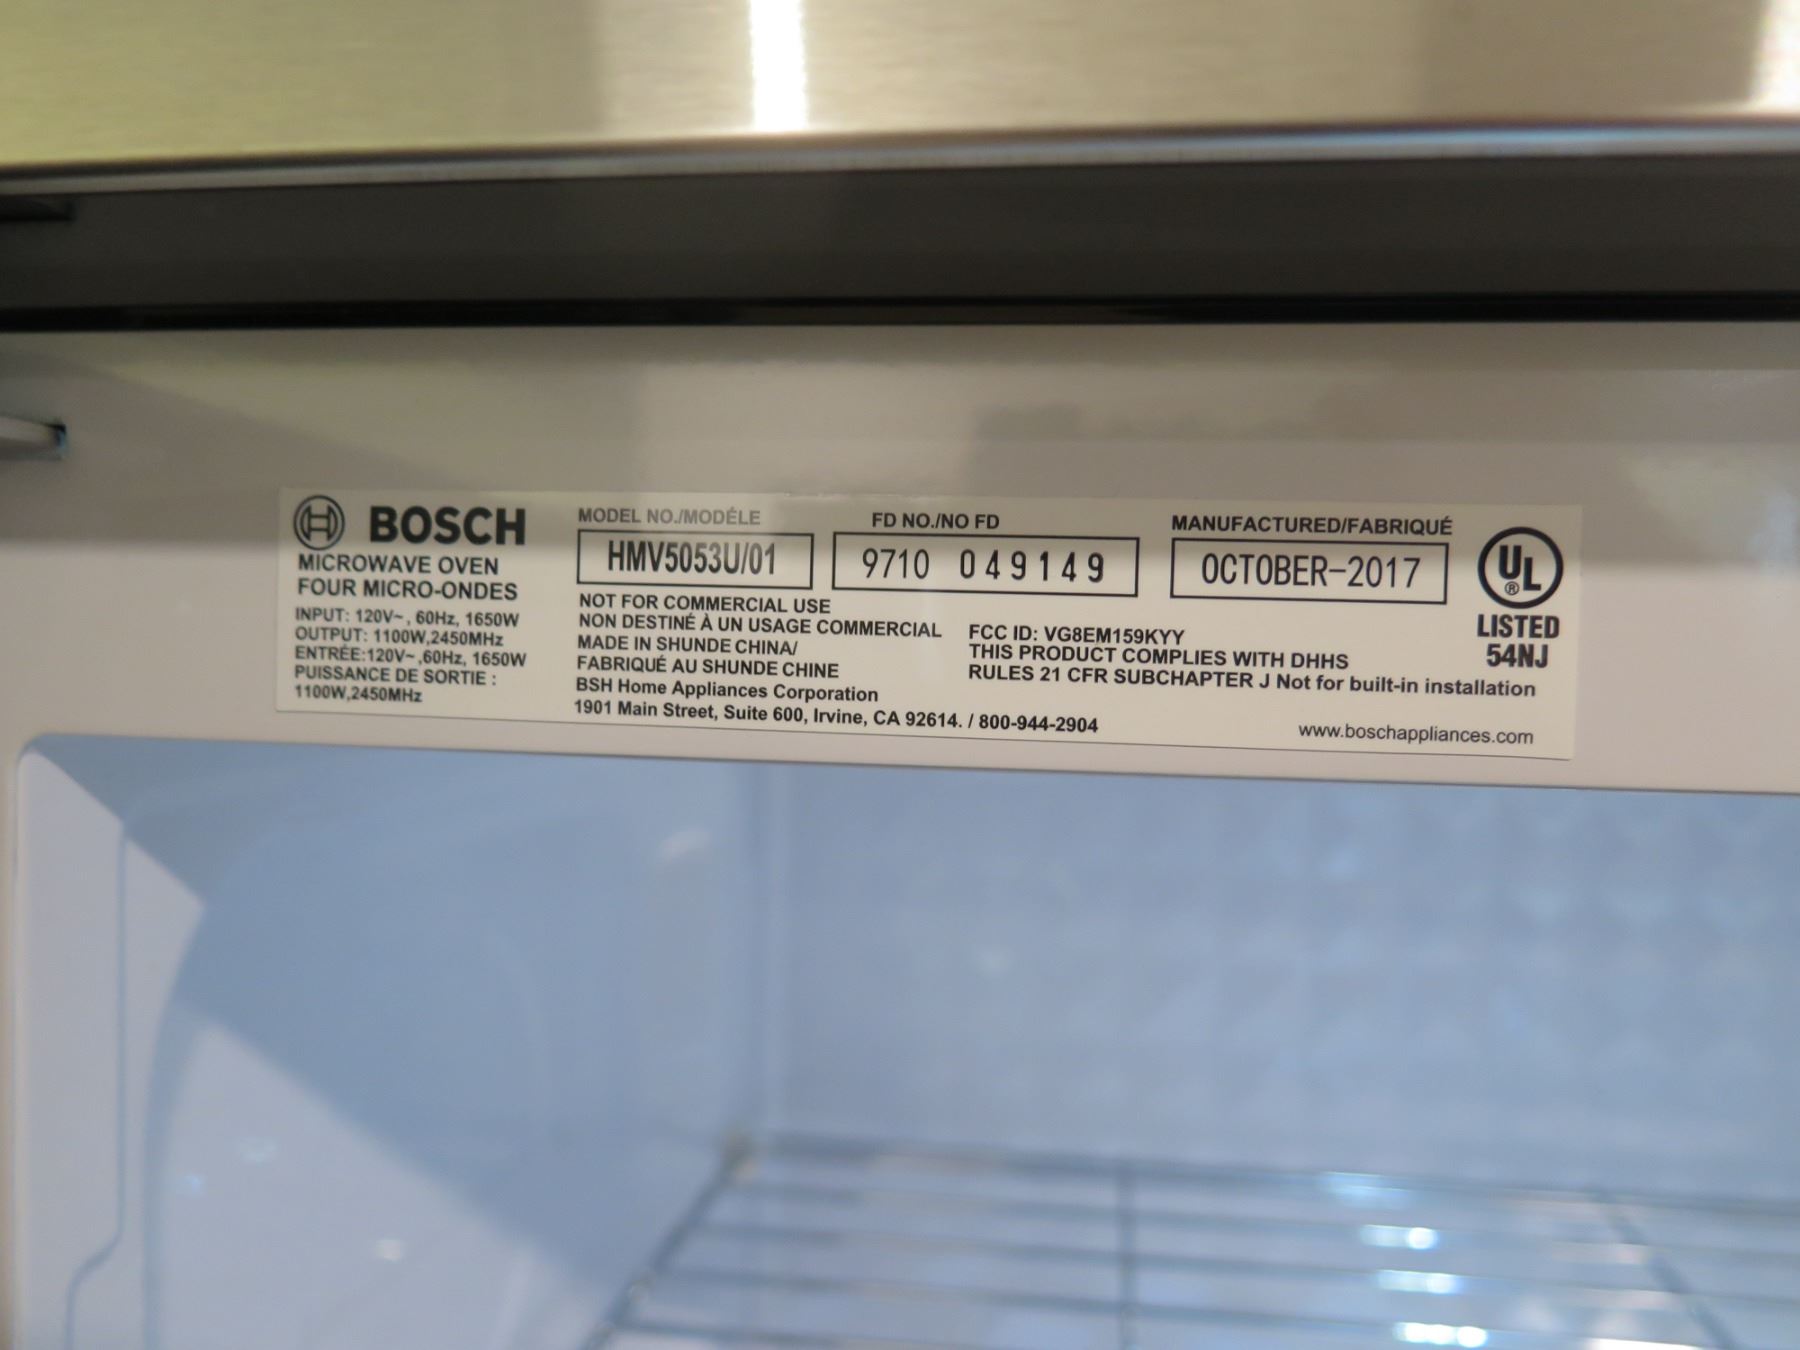 BOSCH
MICROWAVE OVEN
FOUR MICRO-ONDES
INPUT: 120V~, 60Hz, 1650W
OUTPUT: 1100W,2450MHz
ENTRÉE:120V~,60Hz, 1650W
PUISSANCE DE SORTIE :
1100W,2450MHz
MODEL NO./MODÉLE
HMV5053U/01
FD NO./NO FD
9710 049149
MANUFACTURED/FABRIQUÉ
OCTOBER-2017
NOT FOR COMMERCIAL USE
NON DESTINÉ À UN USAGE COMMERCIAL
MADE IN SHUNDE CHINA/
FABRIQUÉ AU SHUNDE CHINE
BSH Home Appliances Corporation
1901 Main Street, Suite 600, Irvine, CA 92614. / 800-944-2904
FCC ID: VG8EM159KYY
THIS PRODUCT COMPLIES WITH DHHS
RULES 21 CFR SUBCHAPTER J Not for built-in installation
www.boschappliances.com
UL®
LISTED
54NJ